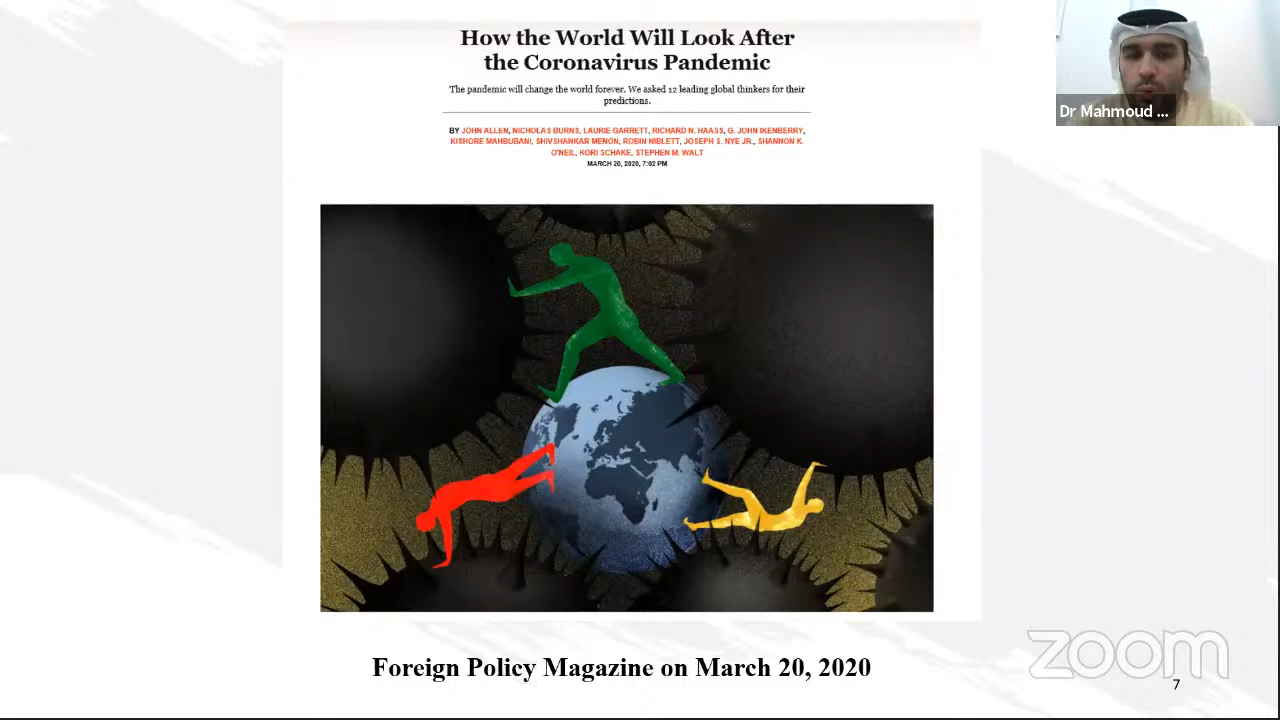 How the World Will Look After
the Coronavirus Pandemic
The pandemic will change the world forever. We asked 12 leading global thinkers for their
predictions.
BY JOHN ALLEN, NICHOLAS BURNS, LAURIE GARRETT, RICHARD N. HAASS, G. JOHN IKENBERRY,
KISHORE MAHBUBANI, SHIVSHANKAR MENON, ROBIN NIBLETT, JOSEPH S. NYE JR., SHANNON K.
O'NEIL, KORI SCHAKE, STEPHEN M. WALT
MARCH 20, 2020, 7:02 PM
Dr Mahmoud ...
Foreign Policy Magazine on March 20, 2020
zoom
7